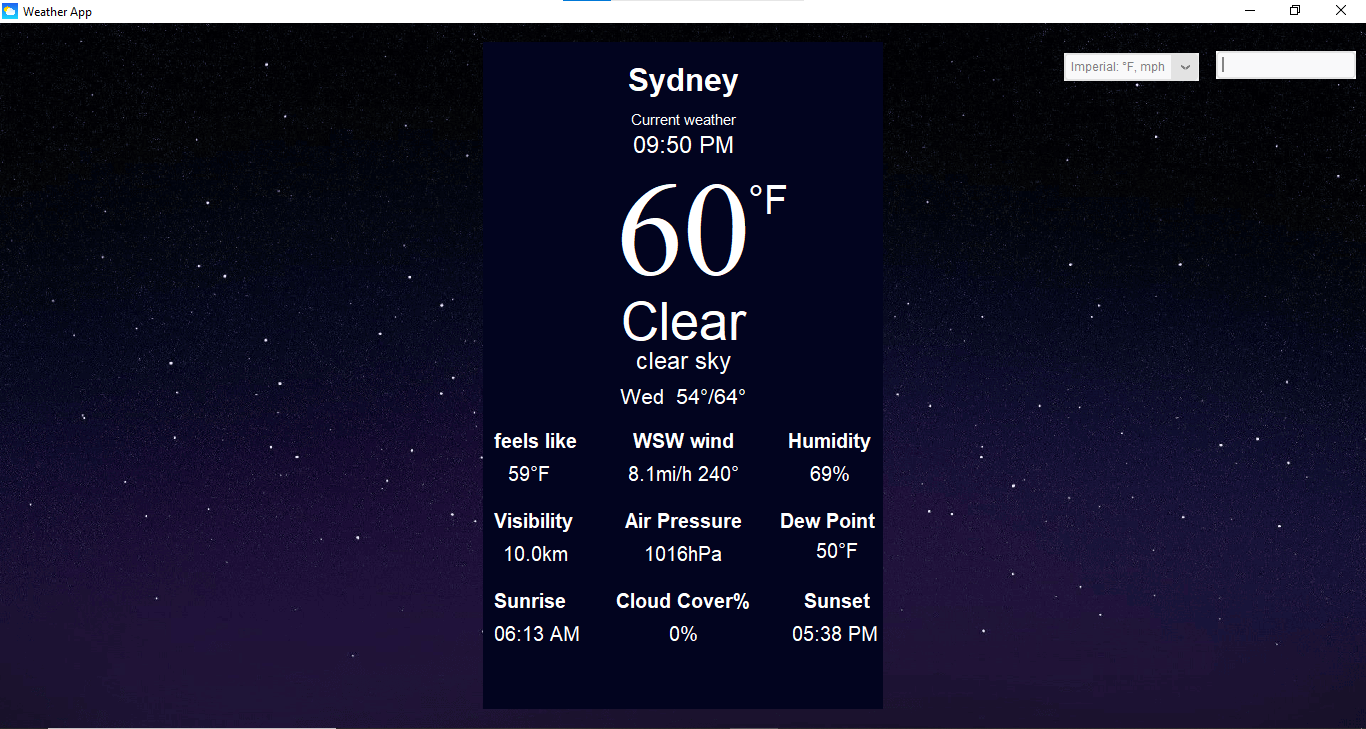 Weather App
Imperial: °F, mph
Sydney
Current weather
09:50 PM
60°F
Clear
clear sky
Wed  54°/64°
feels like WSW wind Humidity
59°F 8.1mi/h 240° 69%
Visibility Air Pressure Dew Point
10.0km 1016hPa 50°F
Sunrise Cloud Cover% Sunset
06:13 AM 0% 05:38 PM